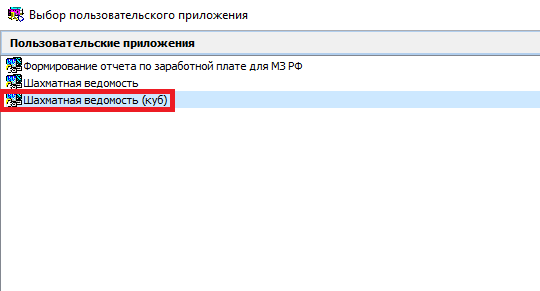 Выбор пользовательского приложения
Пользовательские приложения
Формирование отчета по заработной плате для МЗ РФ
Шахматная ведомость
Шахматная ведомость (куб)